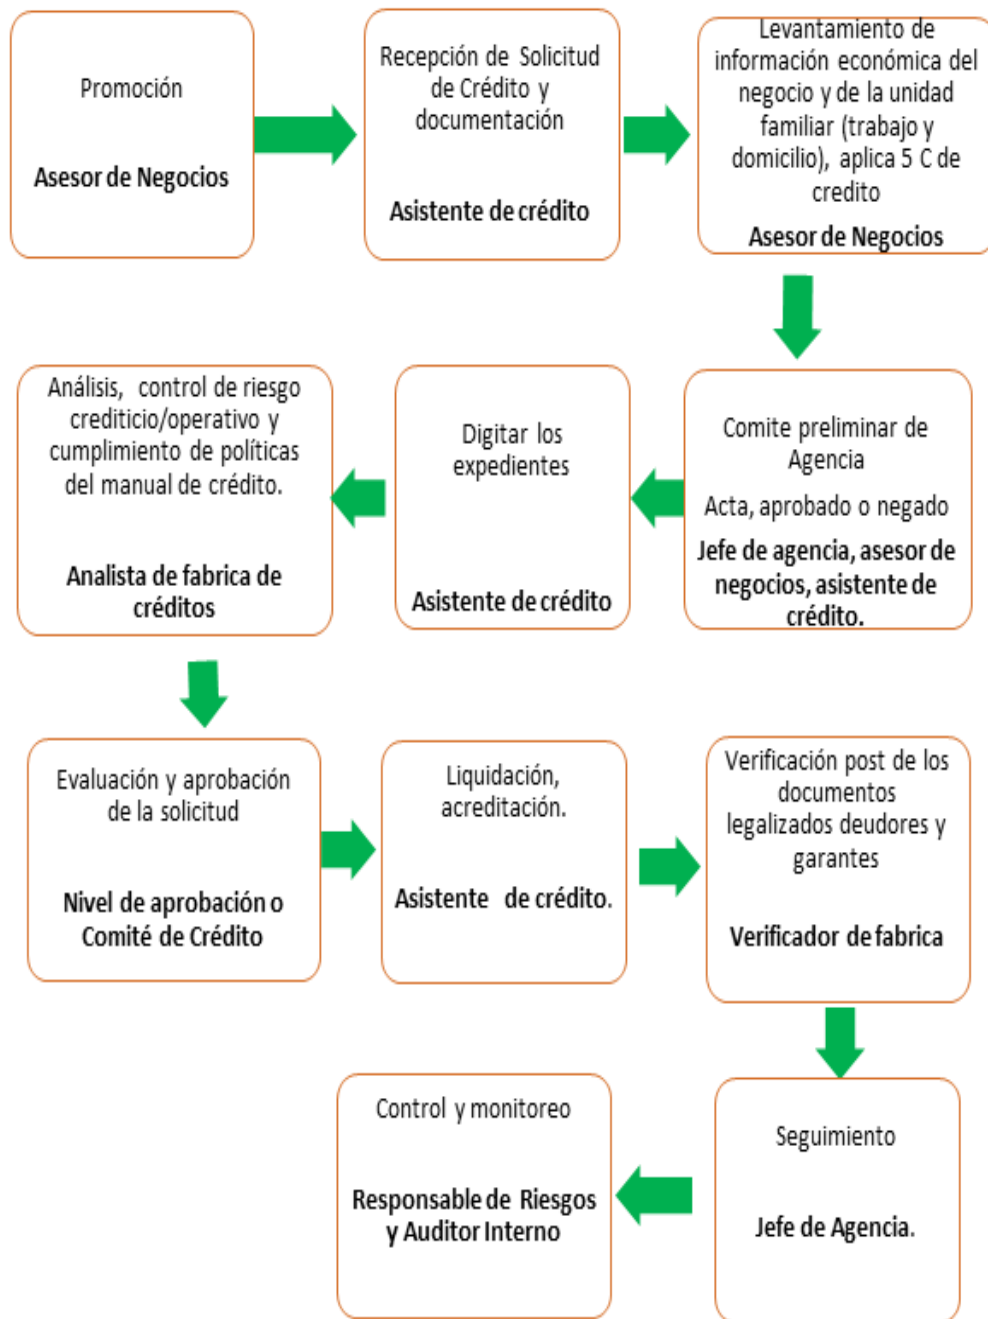 Promoción
Asesor de Negocios
Recepción de Solicitud
de Crédito y
documentación
Asistente de crédito
Levantamiento de
información económica del
negocio y de la unidad
familiar (trabajo y
domicilio), aplica 5 C de
credito
Asesor de Negocios
Comite preliminar de
Agencia
Acta, aprobado o negado
Jefe de agencia, asesor de
negocios, asistente de
crédito.
Digitar los
expedientes
Asistente de crédito
Análisis, control de riesgo
crediticio/operativo y
cumplimiento de políticas
del manual de crédito.
Analista de fabrica de
créditos
Evaluación y aprobación
de la solicitud
Nivel de aprobación o
Comité de Crédito
Liquidación,
acreditación.
Asistente de crédito.
Verificación post de los
documentos
legalizados deudores y
garantes
Verificador de fabrica
Seguimiento
Jefe de Agencia.
Control y monitoreo
Responsable de Riesgos
y Auditor Interno